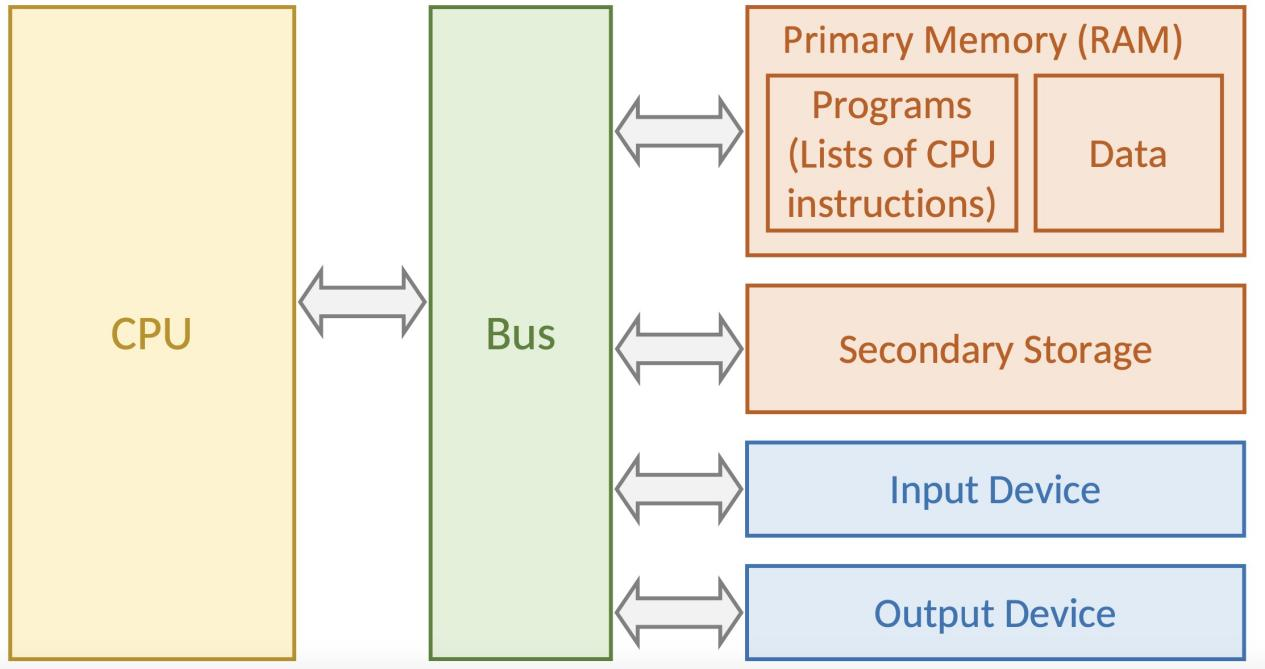 CPU
Bus
Primary Memory (RAM)
Programs
(Lists of CPU
instructions)
Data
Secondary Storage
Input Device
Output Device